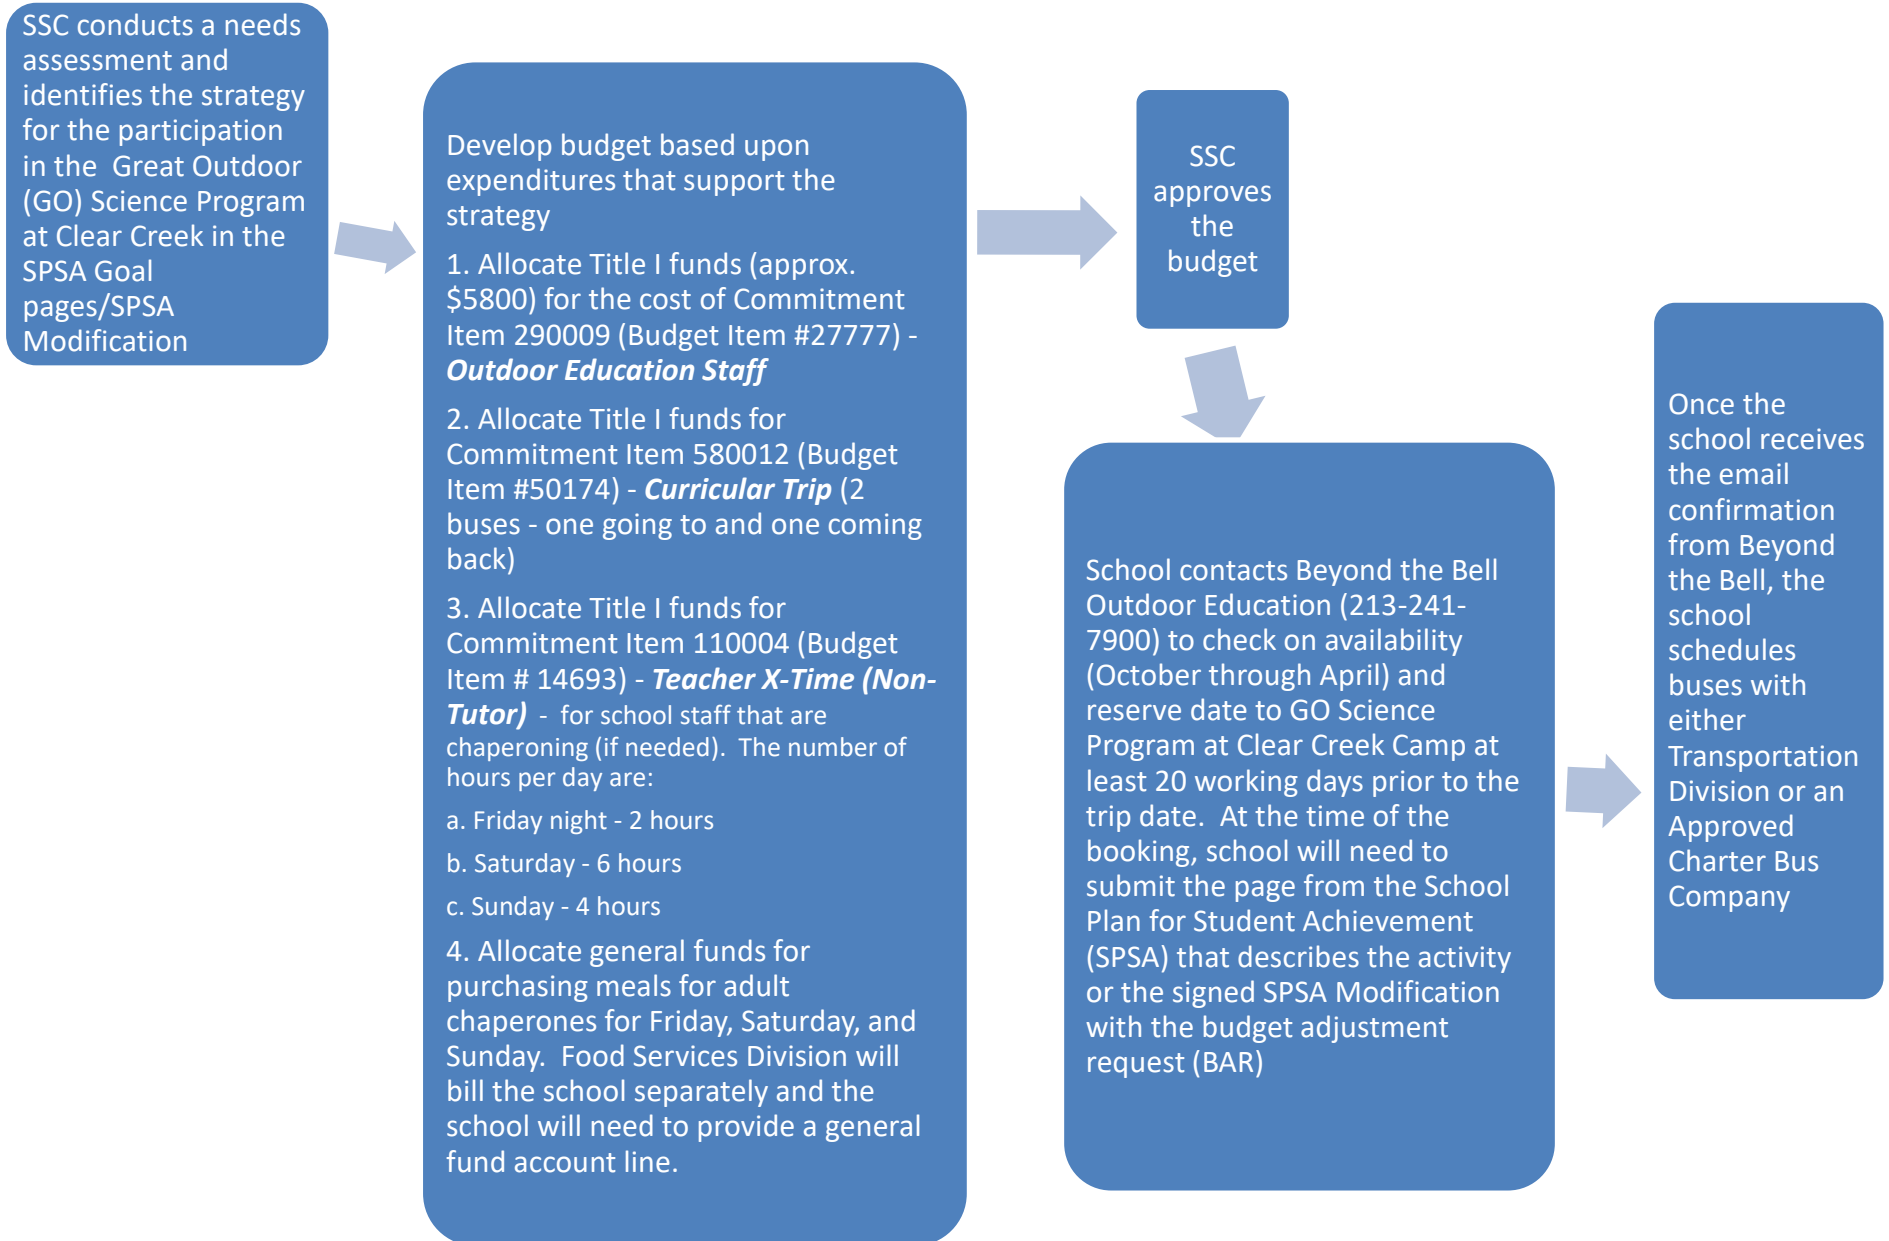 SSC conducts a needs
assessment and
identifies the strategy
for the participation
in the  Great Outdoor
(GO) Science Program
at Clear Creek in the
SPSA Goal
pages/SPSA
Modification
Develop budget based upon
expenditures that support the
strategy
1. Allocate Title I funds (approx.
$5800) for the cost of Commitment
Item 290009 (Budget Item #27777) -
Outdoor Education Staff
2. Allocate Title I funds for
Commitment Item 580012 (Budget
Item #50174) - Curricular Trip (2
buses - one going to and one coming
back)
3. Allocate Title I funds for
Commitment Item 110004 (Budget
Item # 14693) - Teacher X-Time (Non-
Tutor)  -  for school staff that are
chaperoning (if needed).  The number of
hours per day are:
a. Friday night - 2 hours
b. Saturday - 6 hours
c. Sunday - 4 hours
4. Allocate general funds for
purchasing meals for adult
chaperones for Friday, Saturday, and
Sunday.  Food Services Division will
bill the school separately and the
school will need to provide a general
fund account line.
SSC
approves
the
budget
School contacts Beyond the Bell
Outdoor Education (213-241-
7900) to check on availability
(October through April) and
reserve date to GO Science
Program at Clear Creek Camp at
least 20 working days prior to the
trip date.  At the time of the
booking, school will need to
submit the page from the School
Plan for Student Achievement
(SPSA) that describes the activity
or the signed SPSA Modification
with the budget adjustment
request (BAR)
Once the
school receives
the email
confirmation
from Beyond
the Bell, the
school
schedules
buses with
either
Transportation
Division or an
Approved
Charter Bus
Company